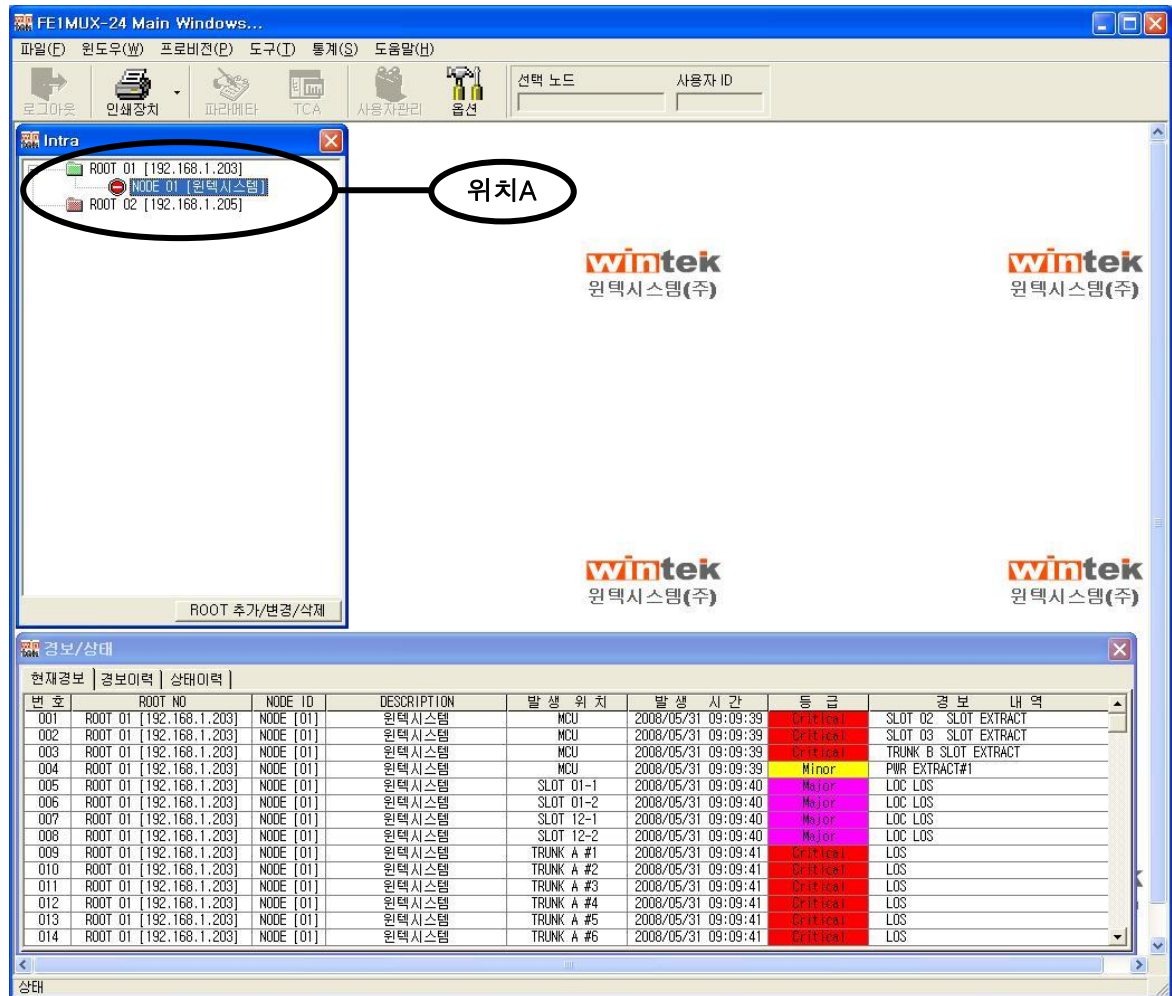 FE1MUX-24 Main Windows...
파일(F) 윈도우(W) 프로비전(P) 도구(T) 통계(S) 도움말(H)
로그아웃 인쇄장치 파라메타 TCA 사용자관리 옵션 선택 노드 사용자 ID
Intra
ROOT 01 [192.168.1.203]
NODE 01 [윈텍시스템]
ROOT 02 [192.168.1.205]
위치A
wintek wintek
윈텍시스템(주) 윈텍시스템(주)
wintek wintek
윈텍시스템(주) 윈텍시스템(주)
ROOT 추가/변경/삭제
경보/상태
현재경보 경보이력 상태이력
번 호 ROOT NO NODE ID DESCRIPTION 발 생 위 치 발 생 시 간 등 급 경 보 내 역
001 ROOT 01 [192.168.1.203] NODE [01] 윈텍시스템 MCU 2008/05/31 09:09:39 Critical SLOT 02 SLOT EXTRACT
002 ROOT 01 [192.168.1.203] NODE [01] 윈텍시스템 MCU 2008/05/31 09:09:39 Critical SLOT 03 SLOT EXTRACT
003 ROOT 01 [192.168.1.203] NODE [01] 윈텍시스템 MCU 2008/05/31 09:09:39 Critical TRUNK B SLOT EXTRACT
004 ROOT 01 [192.168.1.203] NODE [01] 윈텍시스템 MCU 2008/05/31 09:09:39 Minor PWR EXTRACT#1
005 ROOT 01 [192.168.1.203] NODE [01] 윈텍시스템 SLOT 01-1 2008/05/31 09:09:40 Major LOC LOS
006 ROOT 01 [192.168.1.203] NODE [01] 윈텍시스템 SLOT 01-2 2008/05/31 09:09:40 Major LOC LOS
007 ROOT 01 [192.168.1.203] NODE [01] 윈텍시스템 SLOT 12-1 2008/05/31 09:09:40 Major LOC LOS
008 ROOT 01 [192.168.1.203] NODE [01] 윈텍시스템 SLOT 12-2 2008/05/31 09:09:40 Major LOC LOS
009 ROOT 01 [192.168.1.203] NODE [01] 윈텍시스템 TRUNK A #1 2008/05/31 09:09:41 Critical LOS
010 ROOT 01 [192.168.1.203] NODE [01] 윈텍시스템 TRUNK A #2 2008/05/31 09:09:41 Critical LOS
011 ROOT 01 [192.168.1.203] NODE [01] 윈텍시스템 TRUNK A #3 2008/05/31 09:09:41 Critical LOS
012 ROOT 01 [192.168.1.203] NODE [01] 윈텍시스템 TRUNK A #4 2008/05/31 09:09:41 Critical LOS
013 ROOT 01 [192.168.1.203] NODE [01] 윈텍시스템 TRUNK A #5 2008/05/31 09:09:41 Critical LOS
014 ROOT 01 [192.168.1.203] NODE [01] 윈텍시스템 TRUNK A #6 2008/05/31 09:09:41 Critical LOS
상태